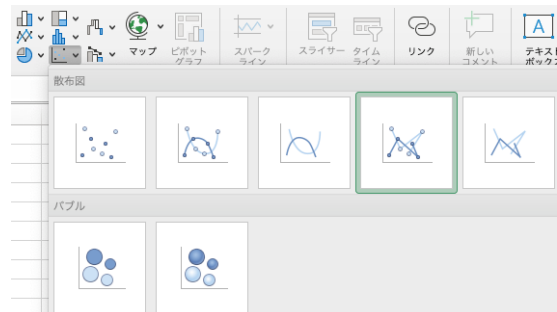 マップ
ピボット
グラフ
スパーク
ライン
スライサー
タイム
ライン
リンク
新しい
コメント
A
テキスト
ボックス
散布図
バブル